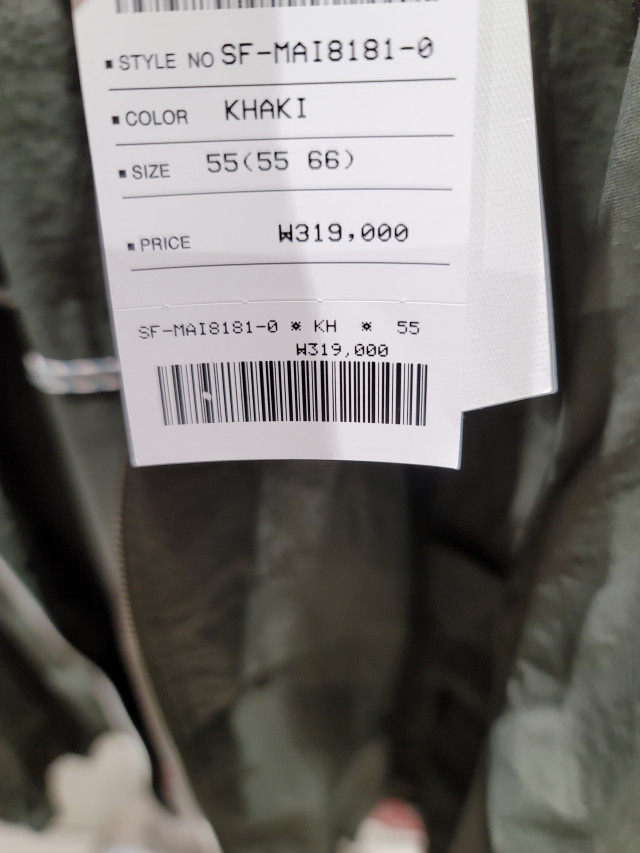 ▪ STYLE NO SF-MAI8181-0
▪ COLOR KHAKI
▪ SIZE 55(55 66)
▪ PRICE ₩319,000
SF-MAI8181-0 * KH * 55
₩319,000